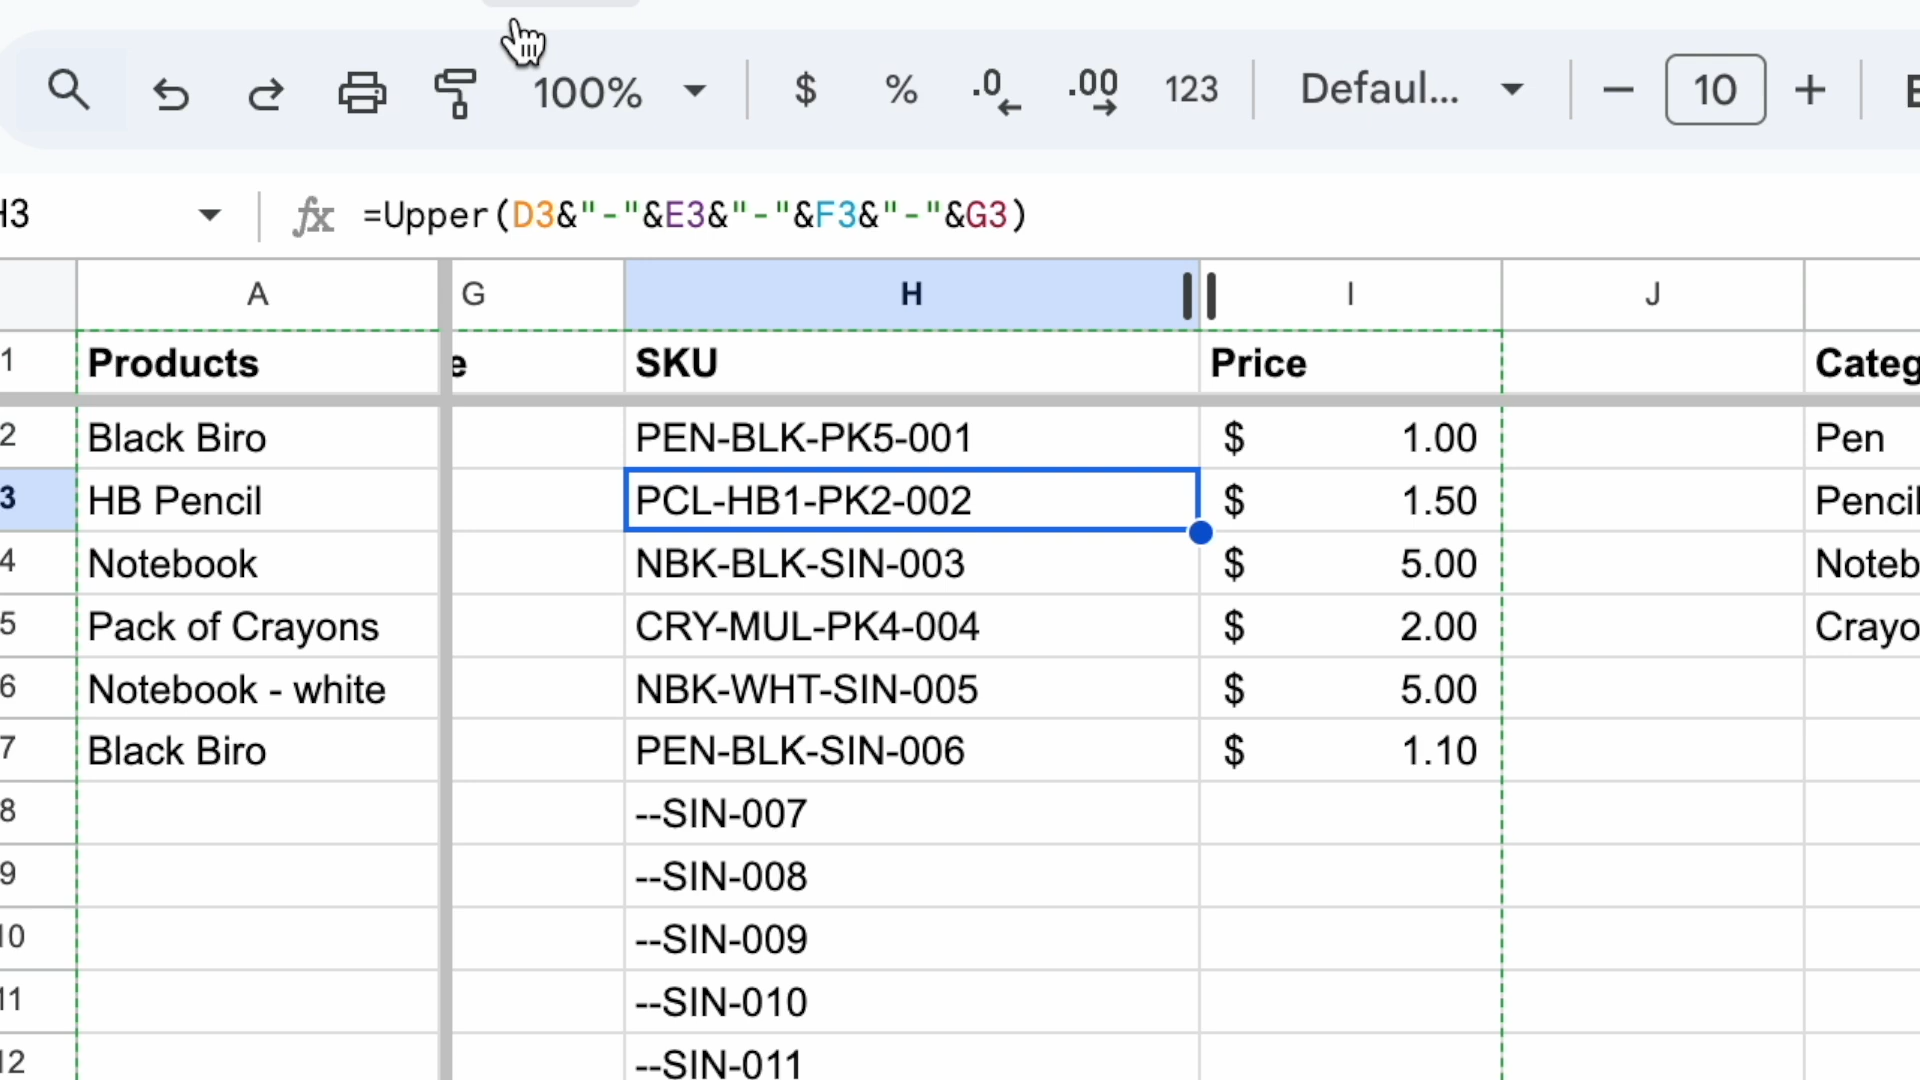 100% $ % .0 .00 123 Defaul... 10
H3 fx =Upper(D3&"-"&E3&"-"&F3&"-"&G3)
A G H I J
1 Products e SKU Price Categ
2 Black Biro PEN-BLK-PK5-001 $ 1.00 Pen
3 HB Pencil PCL-HB1-PK2-002 $ 1.50 Pencil
4 Notebook NBK-BLK-SIN-003 $ 5.00 Noteb
5 Pack of Crayons CRY-MUL-PK4-004 $ 2.00 Crayo
6 Notebook - white NBK-WHT-SIN-005 $ 5.00
7 Black Biro PEN-BLK-SIN-006 $ 1.10
8 --SIN-007
9 --SIN-008
10 --SIN-009
11 --SIN-010
12 --SIN-011